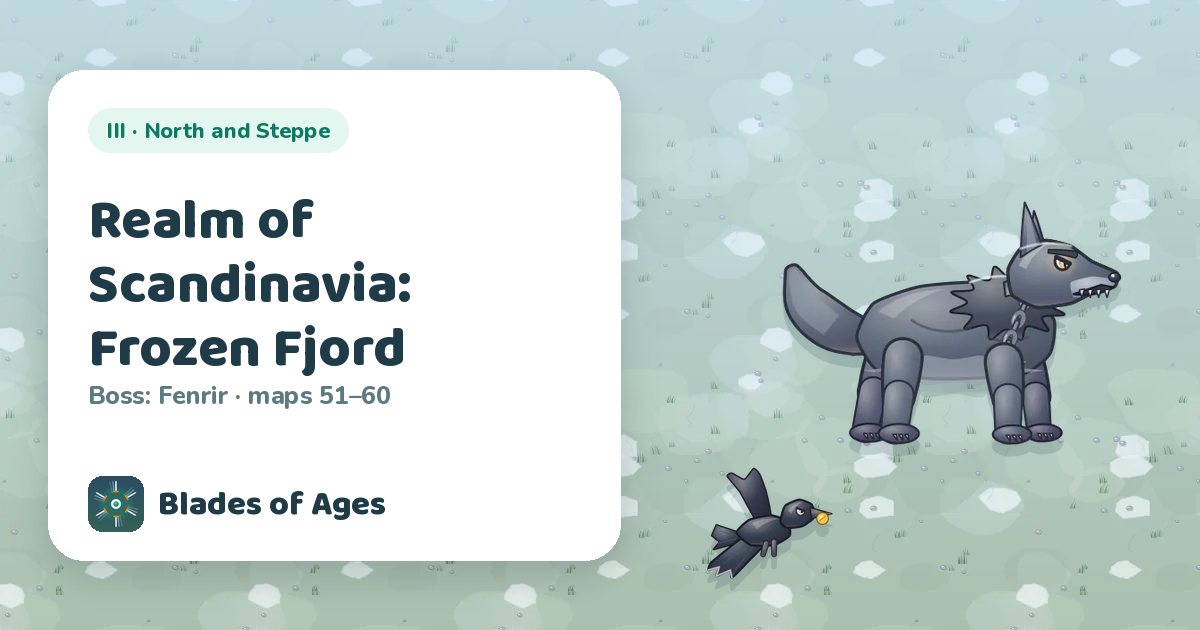 III · North and Steppe
Realm of
Scandinavia:
Frozen Fjord
Boss: Fenrir · maps 51–60
Blades of Ages